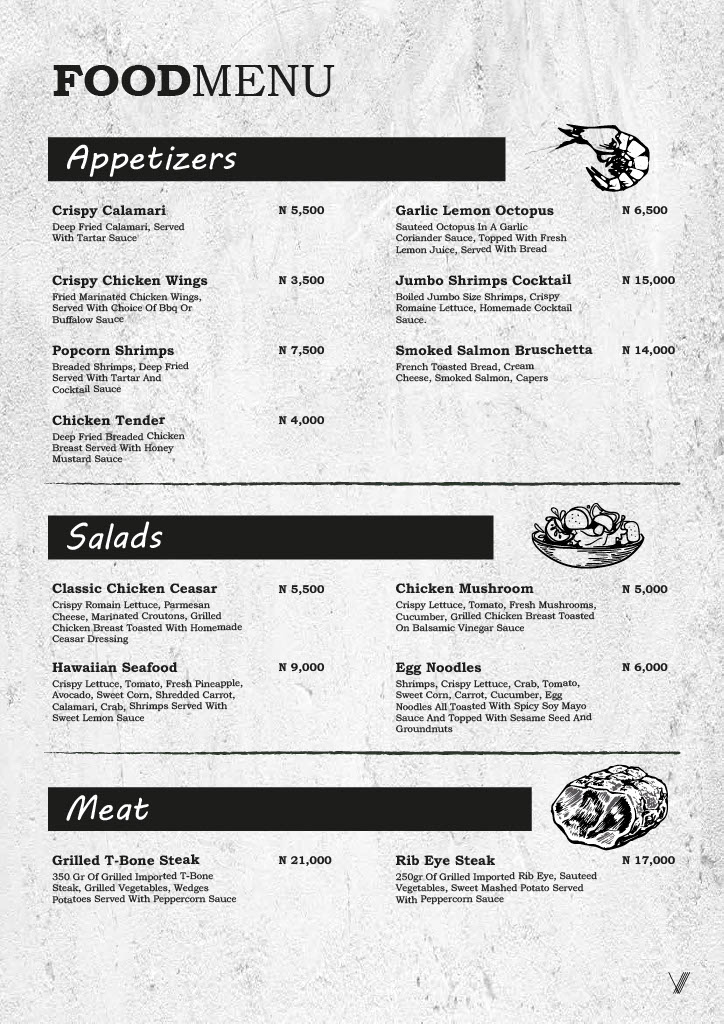 FOODMENU
Appetizers
Crispy Calamari N 5,500
Deep Fried Calamari, Served
With Tartar Sauce
Garlic Lemon Octopus N 6,500
Sauteed Octopus In A Garlic
Coriander Sauce, Topped With Fresh
Lemon Juice, Served With Bread
Crispy Chicken Wings N 3,500
Fried Marinated Chicken Wings,
Served With Choice Of Bbq Or
Buffalow Sauce
Jumbo Shrimps Cocktail N 15,000
Boiled Jumbo Size Shrimps, Crispy
Romaine Lettuce, Homemade Cocktail
Sauce.
Popcorn Shrimps N 7,500
Breaded Shrimps, Deep Fried
Served With Tartar And
Cocktail Sauce
Smoked Salmon Bruschetta N 14,000
French Toasted Bread, Cream
Cheese, Smoked Salmon, Capers
Chicken Tender N 4,000
Deep Fried Breaded Chicken
Breast Served With Honey
Mustard Sauce
Salads
Classic Chicken Ceasar N 5,500
Crispy Romain Lettuce, Parmesan
Cheese, Marinated Croutons, Grilled
Chicken Breast Toasted With Homemade
Ceasar Dressing
Chicken Mushroom N 5,000
Crispy Lettuce, Tomato, Fresh Mushrooms,
Cucumber, Grilled Chicken Breast Toasted
On Balsamic Vinegar Sauce
Hawaiian Seafood N 9,000
Crispy Lettuce, Tomato, Fresh Pineapple,
Avocado, Sweet Corn, Shredded Carrot,
Calamari, Crab, Shrimps Served With
Sweet Lemon Sauce
Egg Noodles N 6,000
Shrimps, Crispy Lettuce, Crab, Tomato,
Sweet Corn, Carrot, Cucumber, Egg
Noodles All Toasted With Spicy Soy Mayo
Sauce And Topped With Sesame Seed And
Groundnuts
Meat
Grilled T-Bone Steak N 21,000
350 Gr Of Grilled Imported T-Bone
Steak, Grilled Vegetables, Wedges
Potatoes Served With Peppercorn Sauce
Rib Eye Steak N 17,000
250gr Of Grilled Imported Rib Eye, Sauteed
Vegetables, Sweet Mashed Potato Served
With Peppercorn Sauce